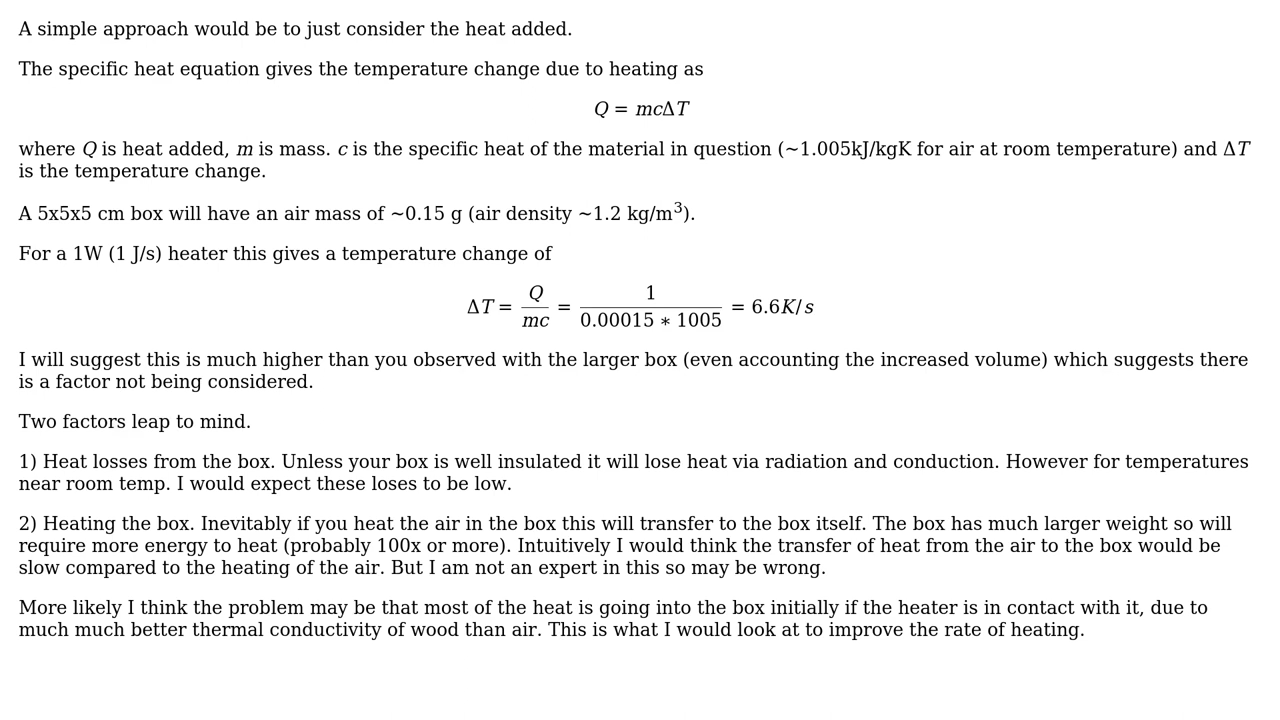 A simple approach would be to just consider the heat added.
The specific heat equation gives the temperature change due to heating as
Q = mcΔT
where Q is heat added, m is mass. c is the specific heat of the material in question (~1.005kJ/kgK for air at room temperature) and ΔT
is the temperature change.
A 5x5x5 cm box will have an air mass of ~0.15 g (air density ~1.2 kg/m³).
For a 1W (1 J/s) heater this gives a temperature change of
ΔT = Q/mc = 1/(0.00015 * 1005) = 6.6K/s
I will suggest this is much higher than you observed with the larger box (even accounting the increased volume) which suggests there
is a factor not being considered.
Two factors leap to mind.
1) Heat losses from the box. Unless your box is well insulated it will lose heat via radiation and conduction. However for temperatures
near room temp. I would expect these loses to be low.
2) Heating the box. Inevitably if you heat the air in the box this will transfer to the box itself. The box has much larger weight so will
require more energy to heat (probably 100x or more). Intuitively I would think the transfer of heat from the air to the box would be
slow compared to the heating of the air. But I am not an expert in this so may be wrong.
More likely I think the problem may be that most of the heat is going into the box initially if the heater is in contact with it, due to
much much better thermal conductivity of wood than air. This is what I would look at to improve the rate of heating.